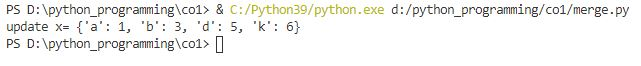 PS D:\python_programming\co1> & C:/Python39/python.exe d:/python_programming/co1/merge.py
update x= {'a': 1, 'b': 3, 'd': 5, 'k': 6}
PS D:\python_programming\co1>